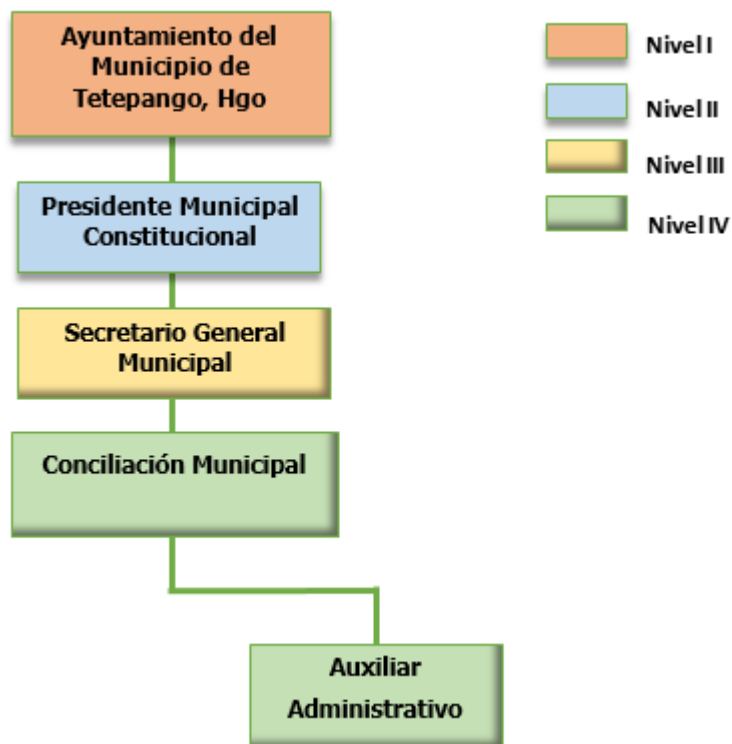 Ayuntamiento del
Municipio de
Tetepango, Hgo
Nivel I
Nivel II
Nivel III
Nivel IV
Presidente Municipal
Constitucional
Secretario General
Municipal
Conciliación Municipal
Auxiliar
Administrativo